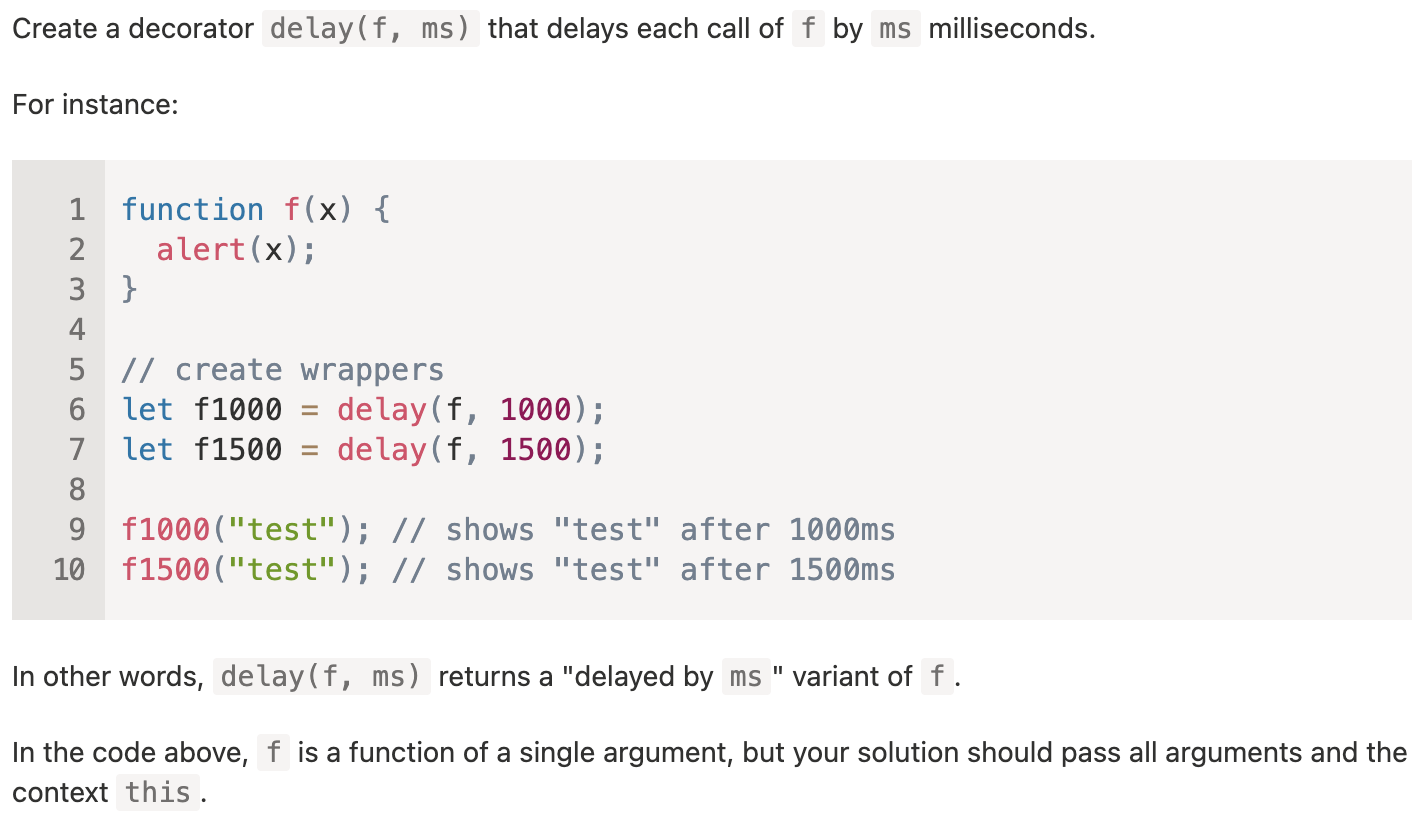 Create a decorator delay(f, ms) that delays each call of f by ms milliseconds.
For instance:
1 function f(x) {
2   alert(x);
3 }
4
5 // create wrappers
6 let f1000 = delay(f, 1000);
7 let f1500 = delay(f, 1500);
8
9 f1000("test"); // shows "test" after 1000ms
10 f1500("test"); // shows "test" after 1500ms
In other words, delay(f, ms) returns a "delayed by ms" variant of f.
In the code above, f is a function of a single argument, but your solution should pass all arguments and the
context this.